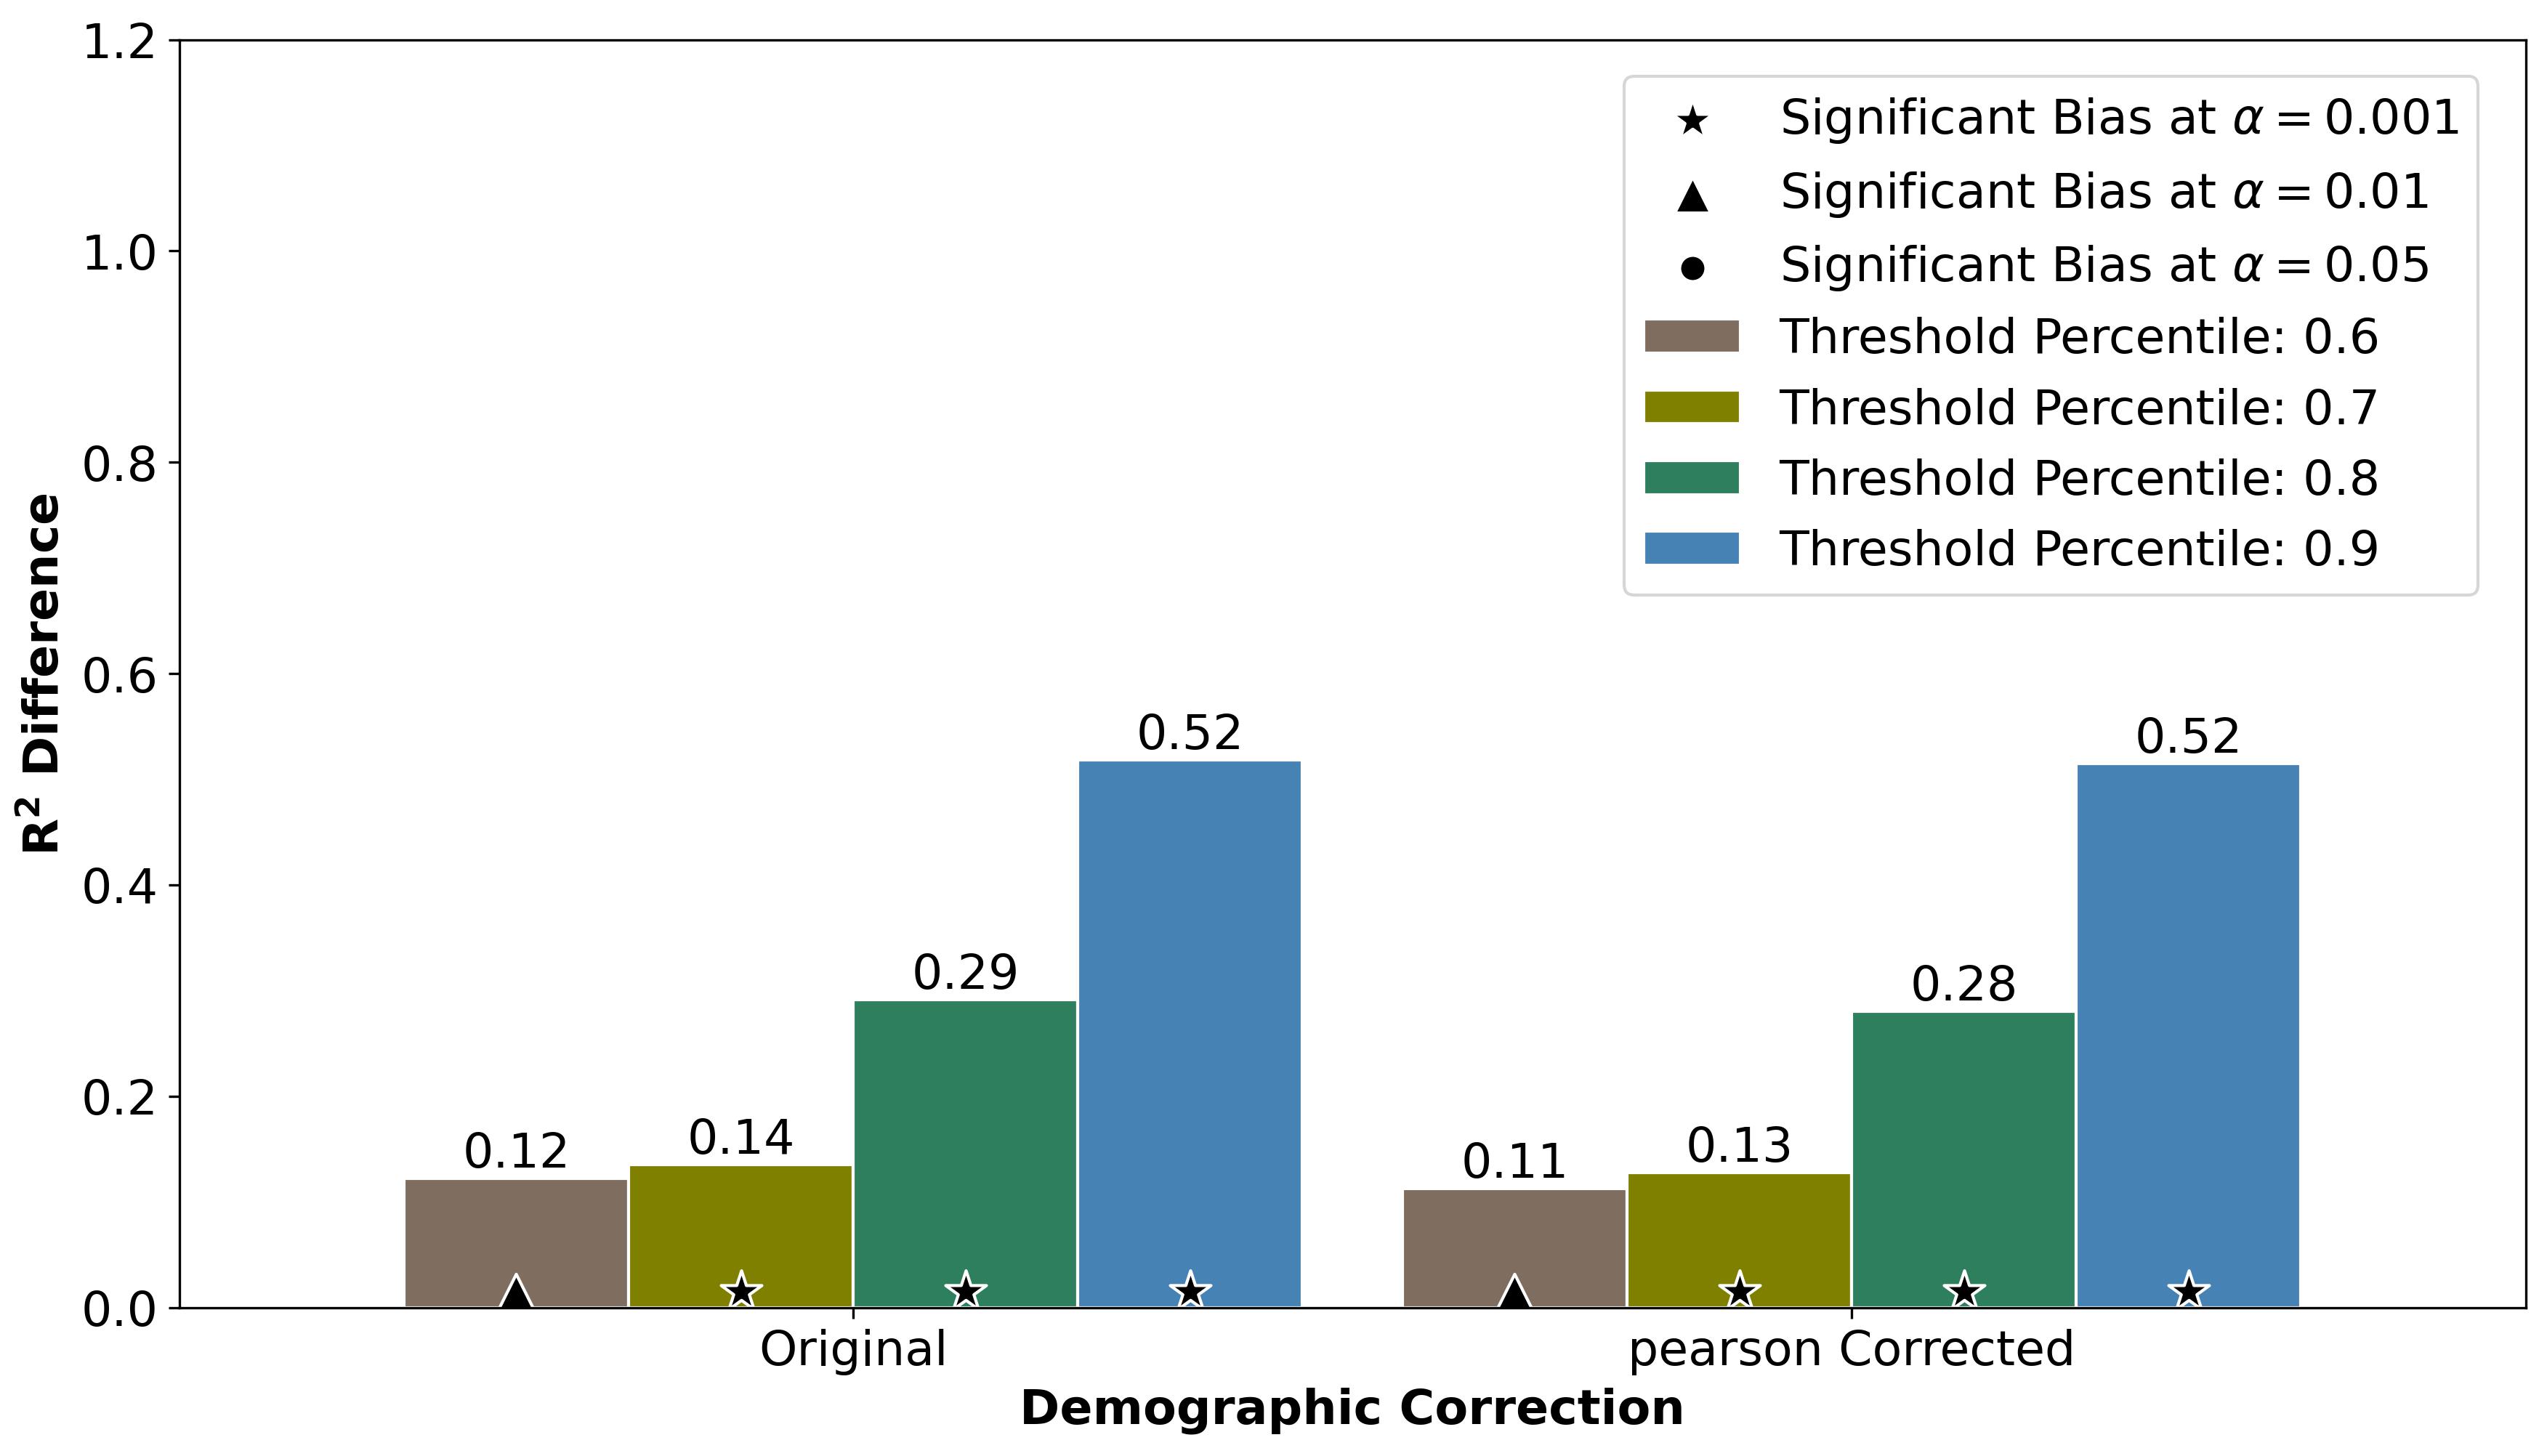 1.2
1.0
0.8
0.6
0.4
0.2
0.0
R² Difference
★ Significant Bias at α = 0.001
▲ Significant Bias at α = 0.01
● Significant Bias at α = 0.05
Threshold Percentile: 0.6
Threshold Percentile: 0.7
Threshold Percentile: 0.8
Threshold Percentile: 0.9
0.12
0.14
0.29
0.52
0.11
0.13
0.28
0.52
Original
pearson Corrected
Demographic Correction